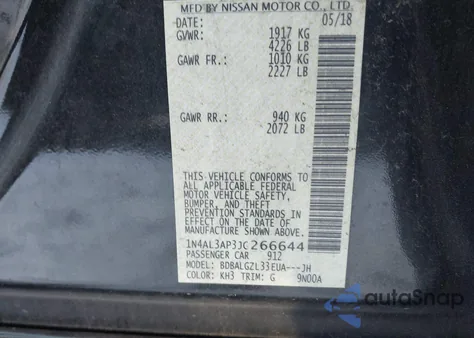 MFD BY NISSAN MOTOR CO., LTD.
05/18
GVWR: 1917 KG
4226 LB
GAWR FR.: 1010 KG
2227 LB
GAWR RR.: 940 KG
2072 LB
THIS VEHICLE CONFORMS TO
ALL APPLICABLE FEDERAL
MOTOR VEHICLE SAFETY,
BUMPER, AND THEFT
PREVENTION STANDARDS
IN EFFECT ON THE DATE OF
MANUFACTURE SHOWN ABOVE.
1N4AL3AP3JC266644
PASSENGER CAR 912
MODEL: BDBALGZL33EUA---JH
COLOR: KH3 TRIM: G 9N00A
autoSnap